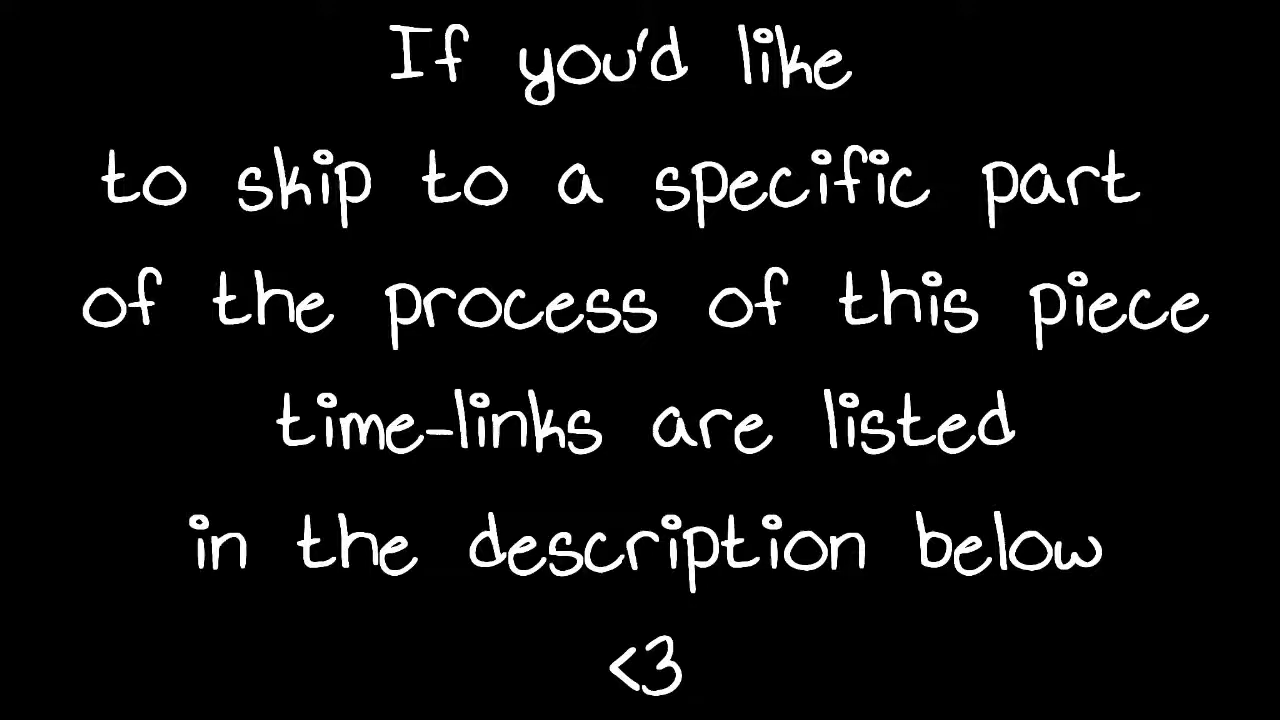 If you'd like
to skip to a specific part
of the process of this piece
time-links are listed
in the description below
<3